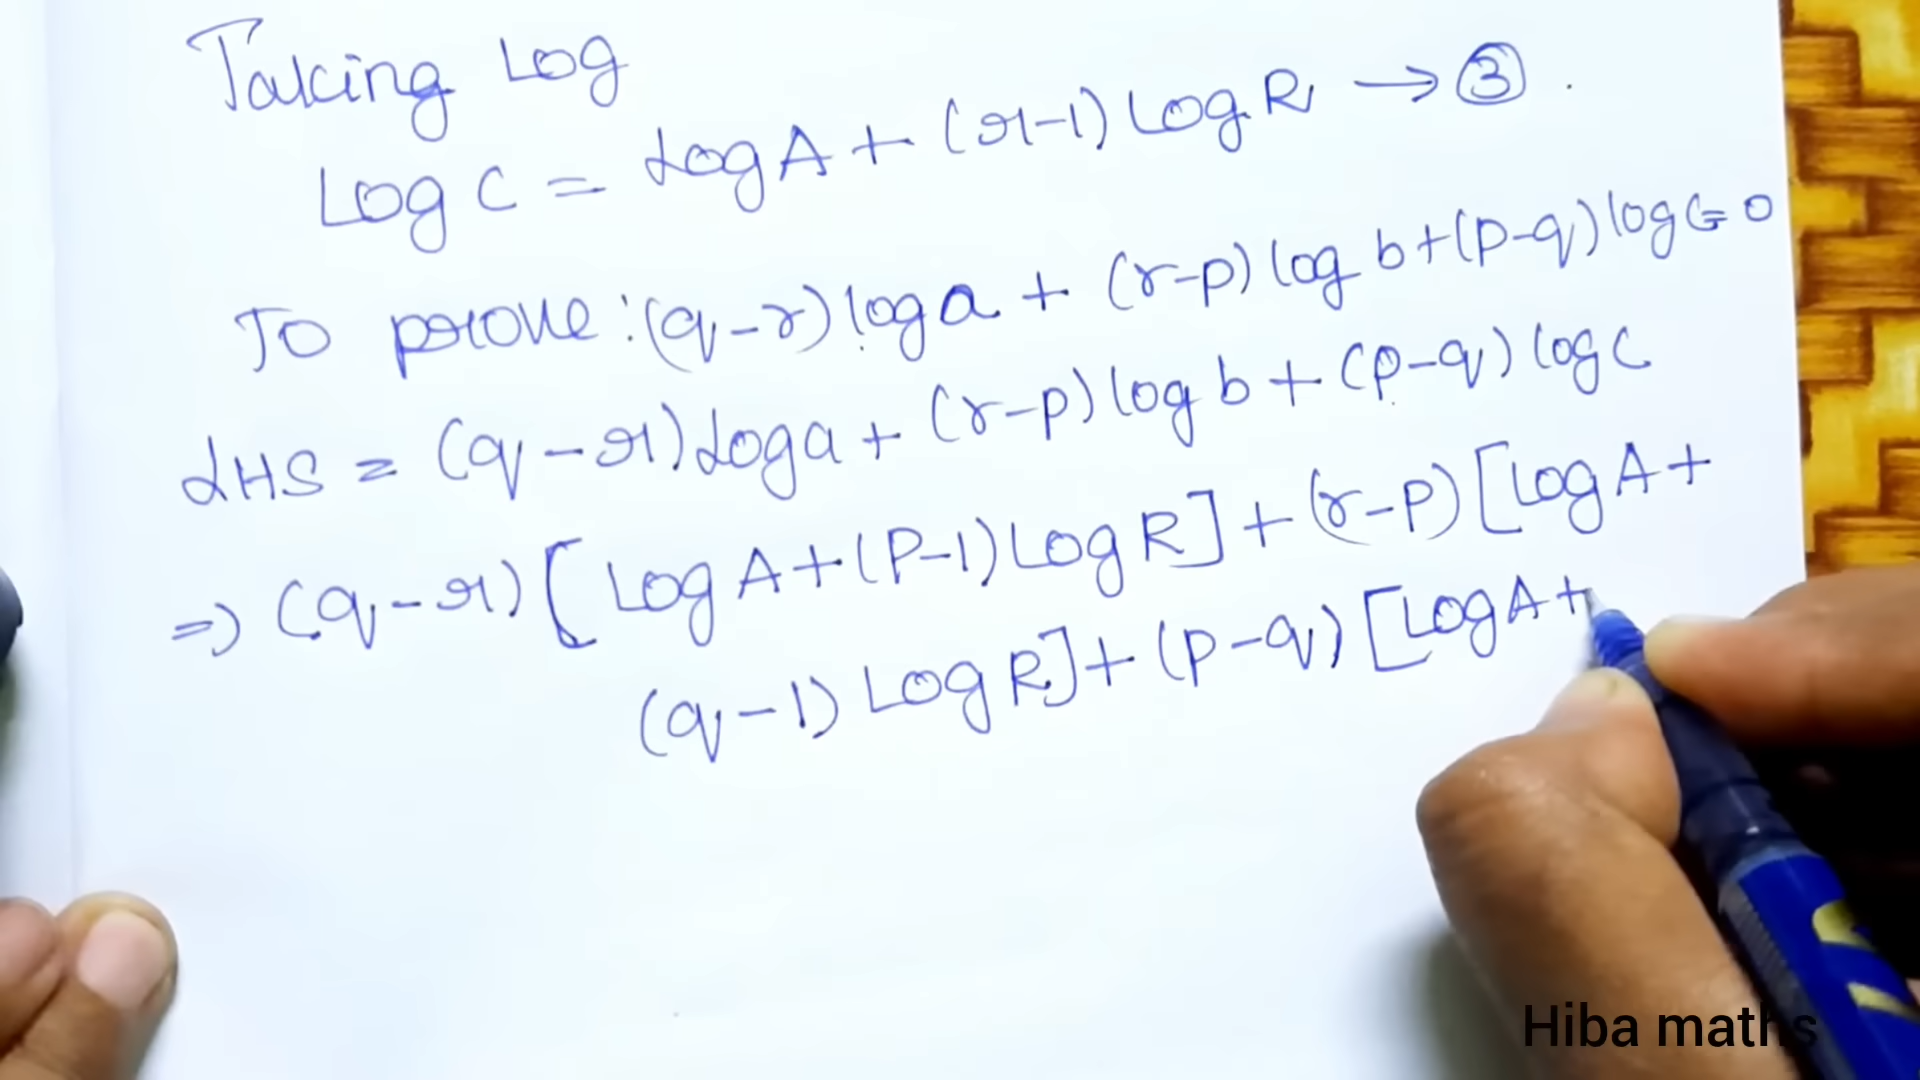 Taking Log
Log C = Log A + (r-1) Log R → ③.
To prove : (q-r) log a + (r-p) log b + (p-q) log C = 0
LHS = (q-r) Log a + (r-p) log b + (p-q) log c
⇒ (q-r) [Log A + (P-1) Log R] + (r-P) [log A +
(q-1) Log R] + (p-q) [Log A +
Hiba maths